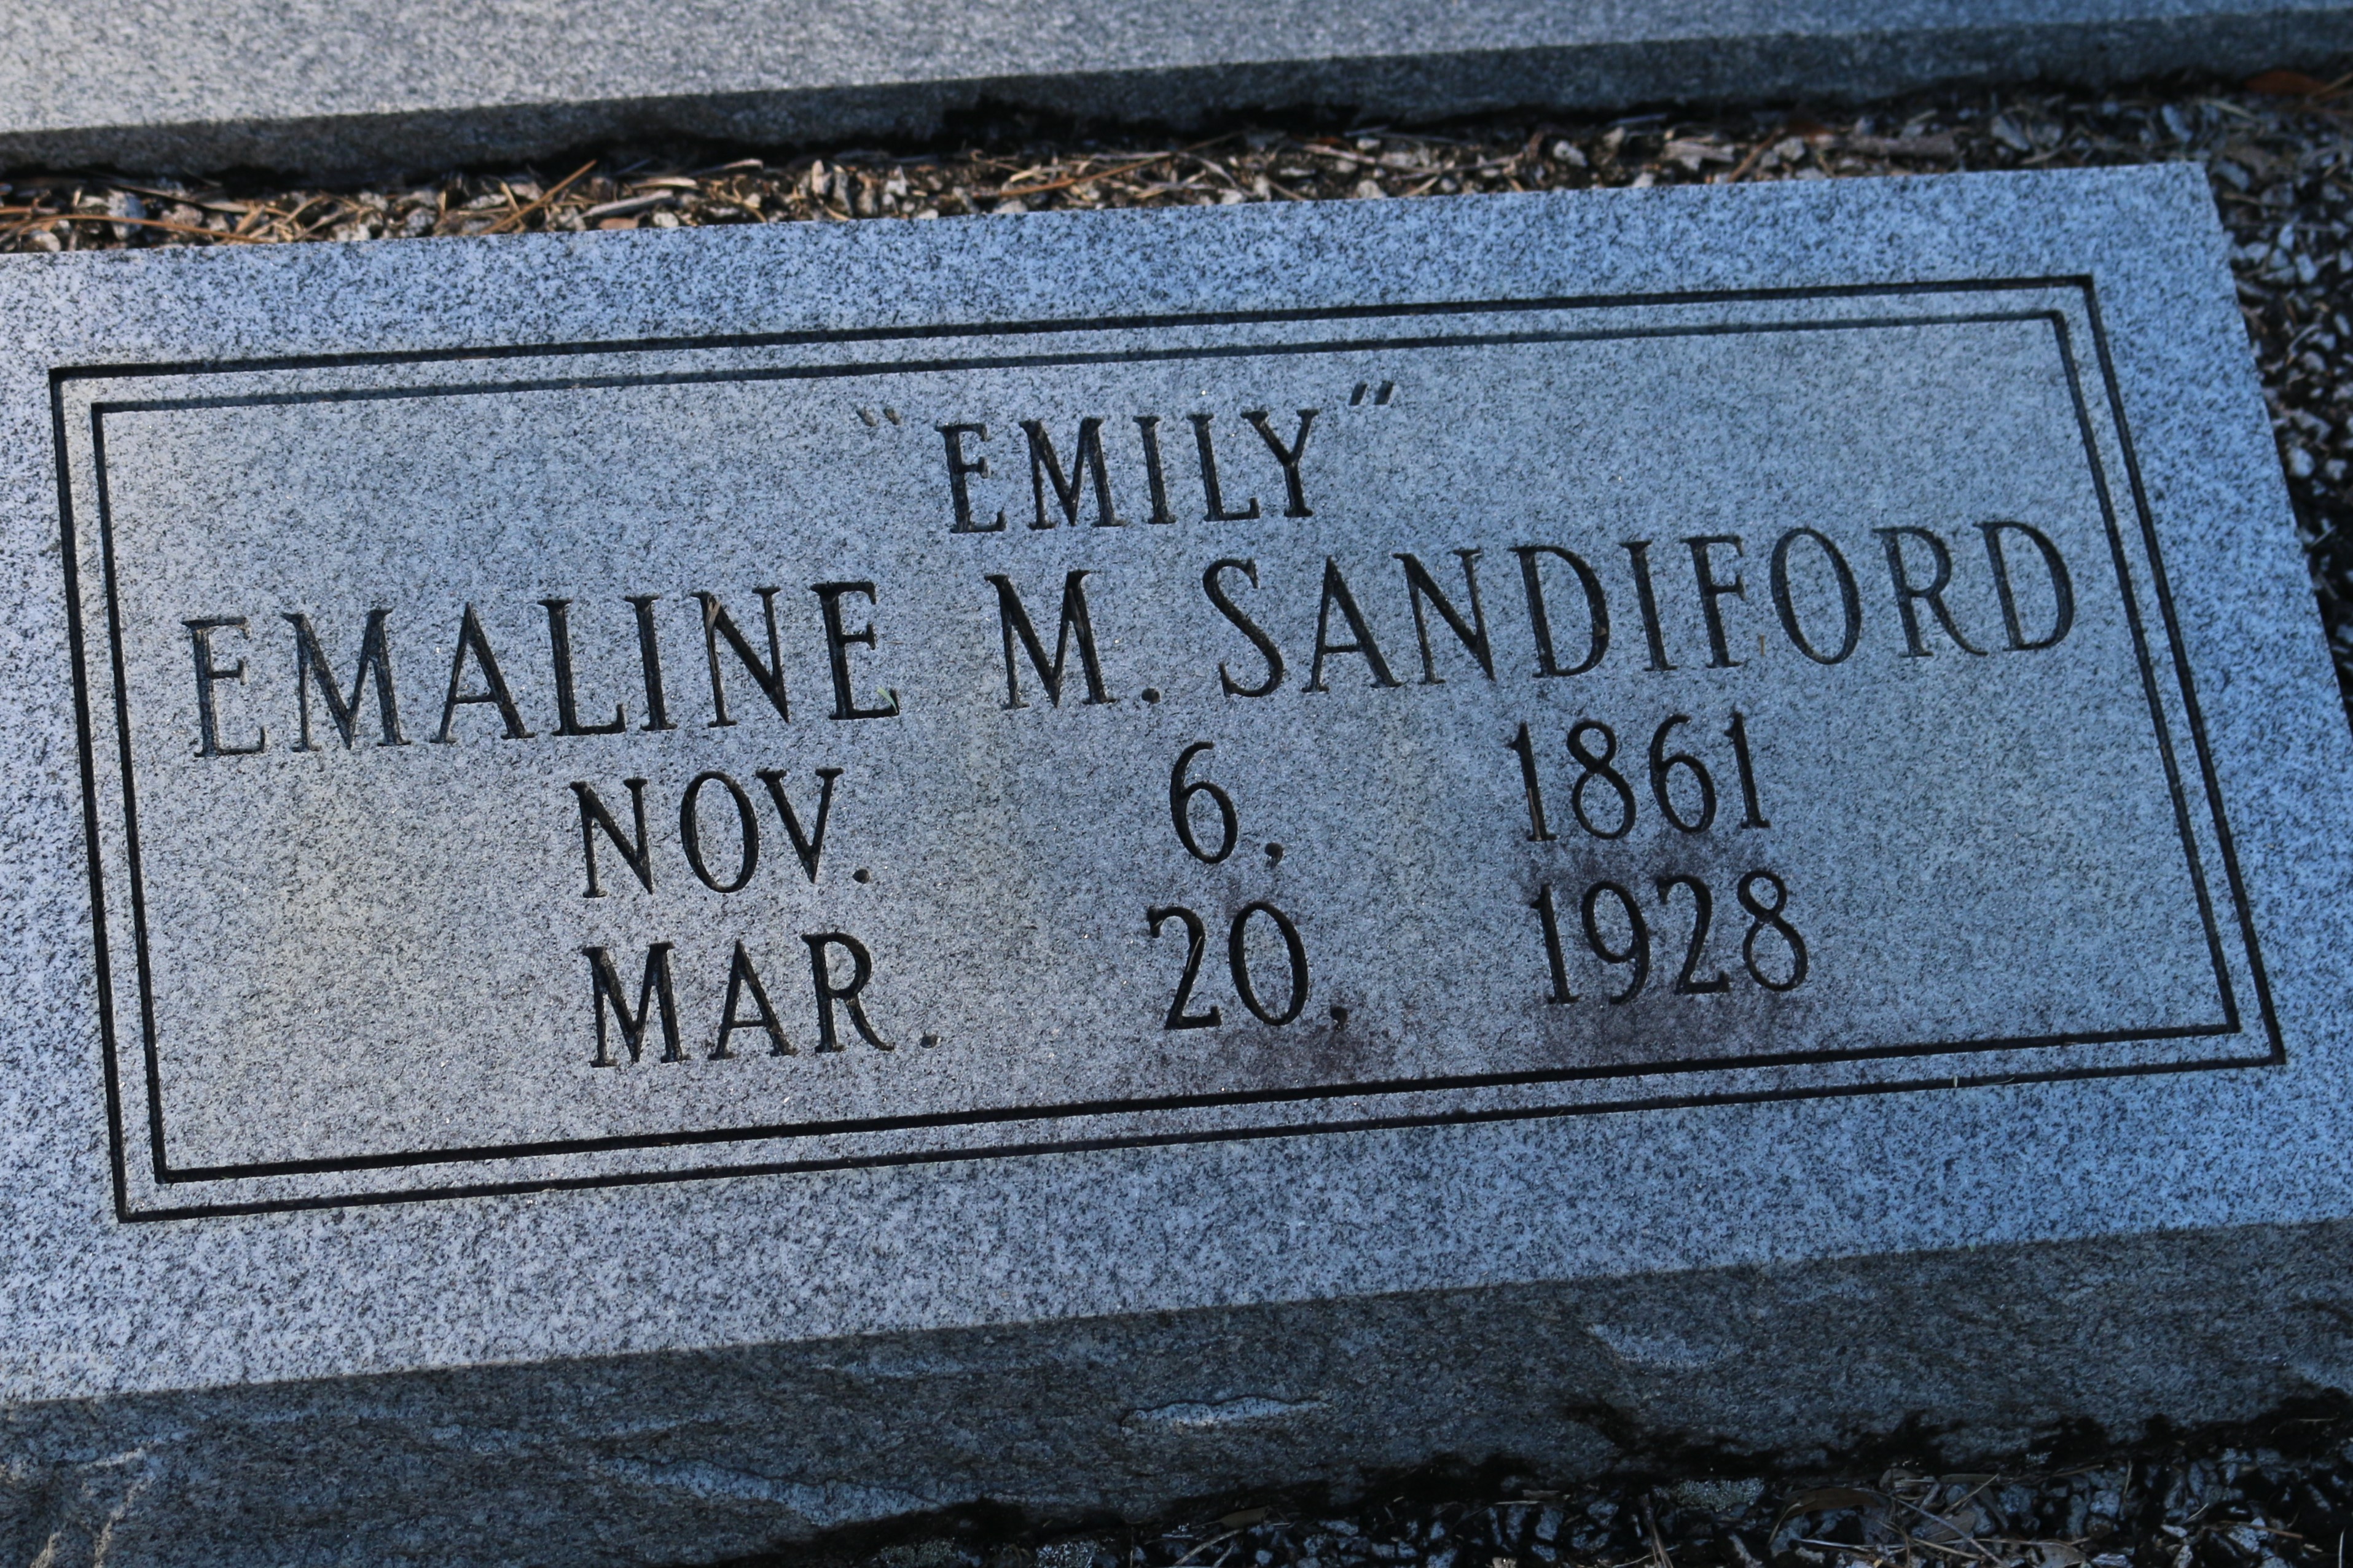 "EMILY"
EMALINE M. SANDIFORD
NOV. 6, 1861
MAR. 20, 1928